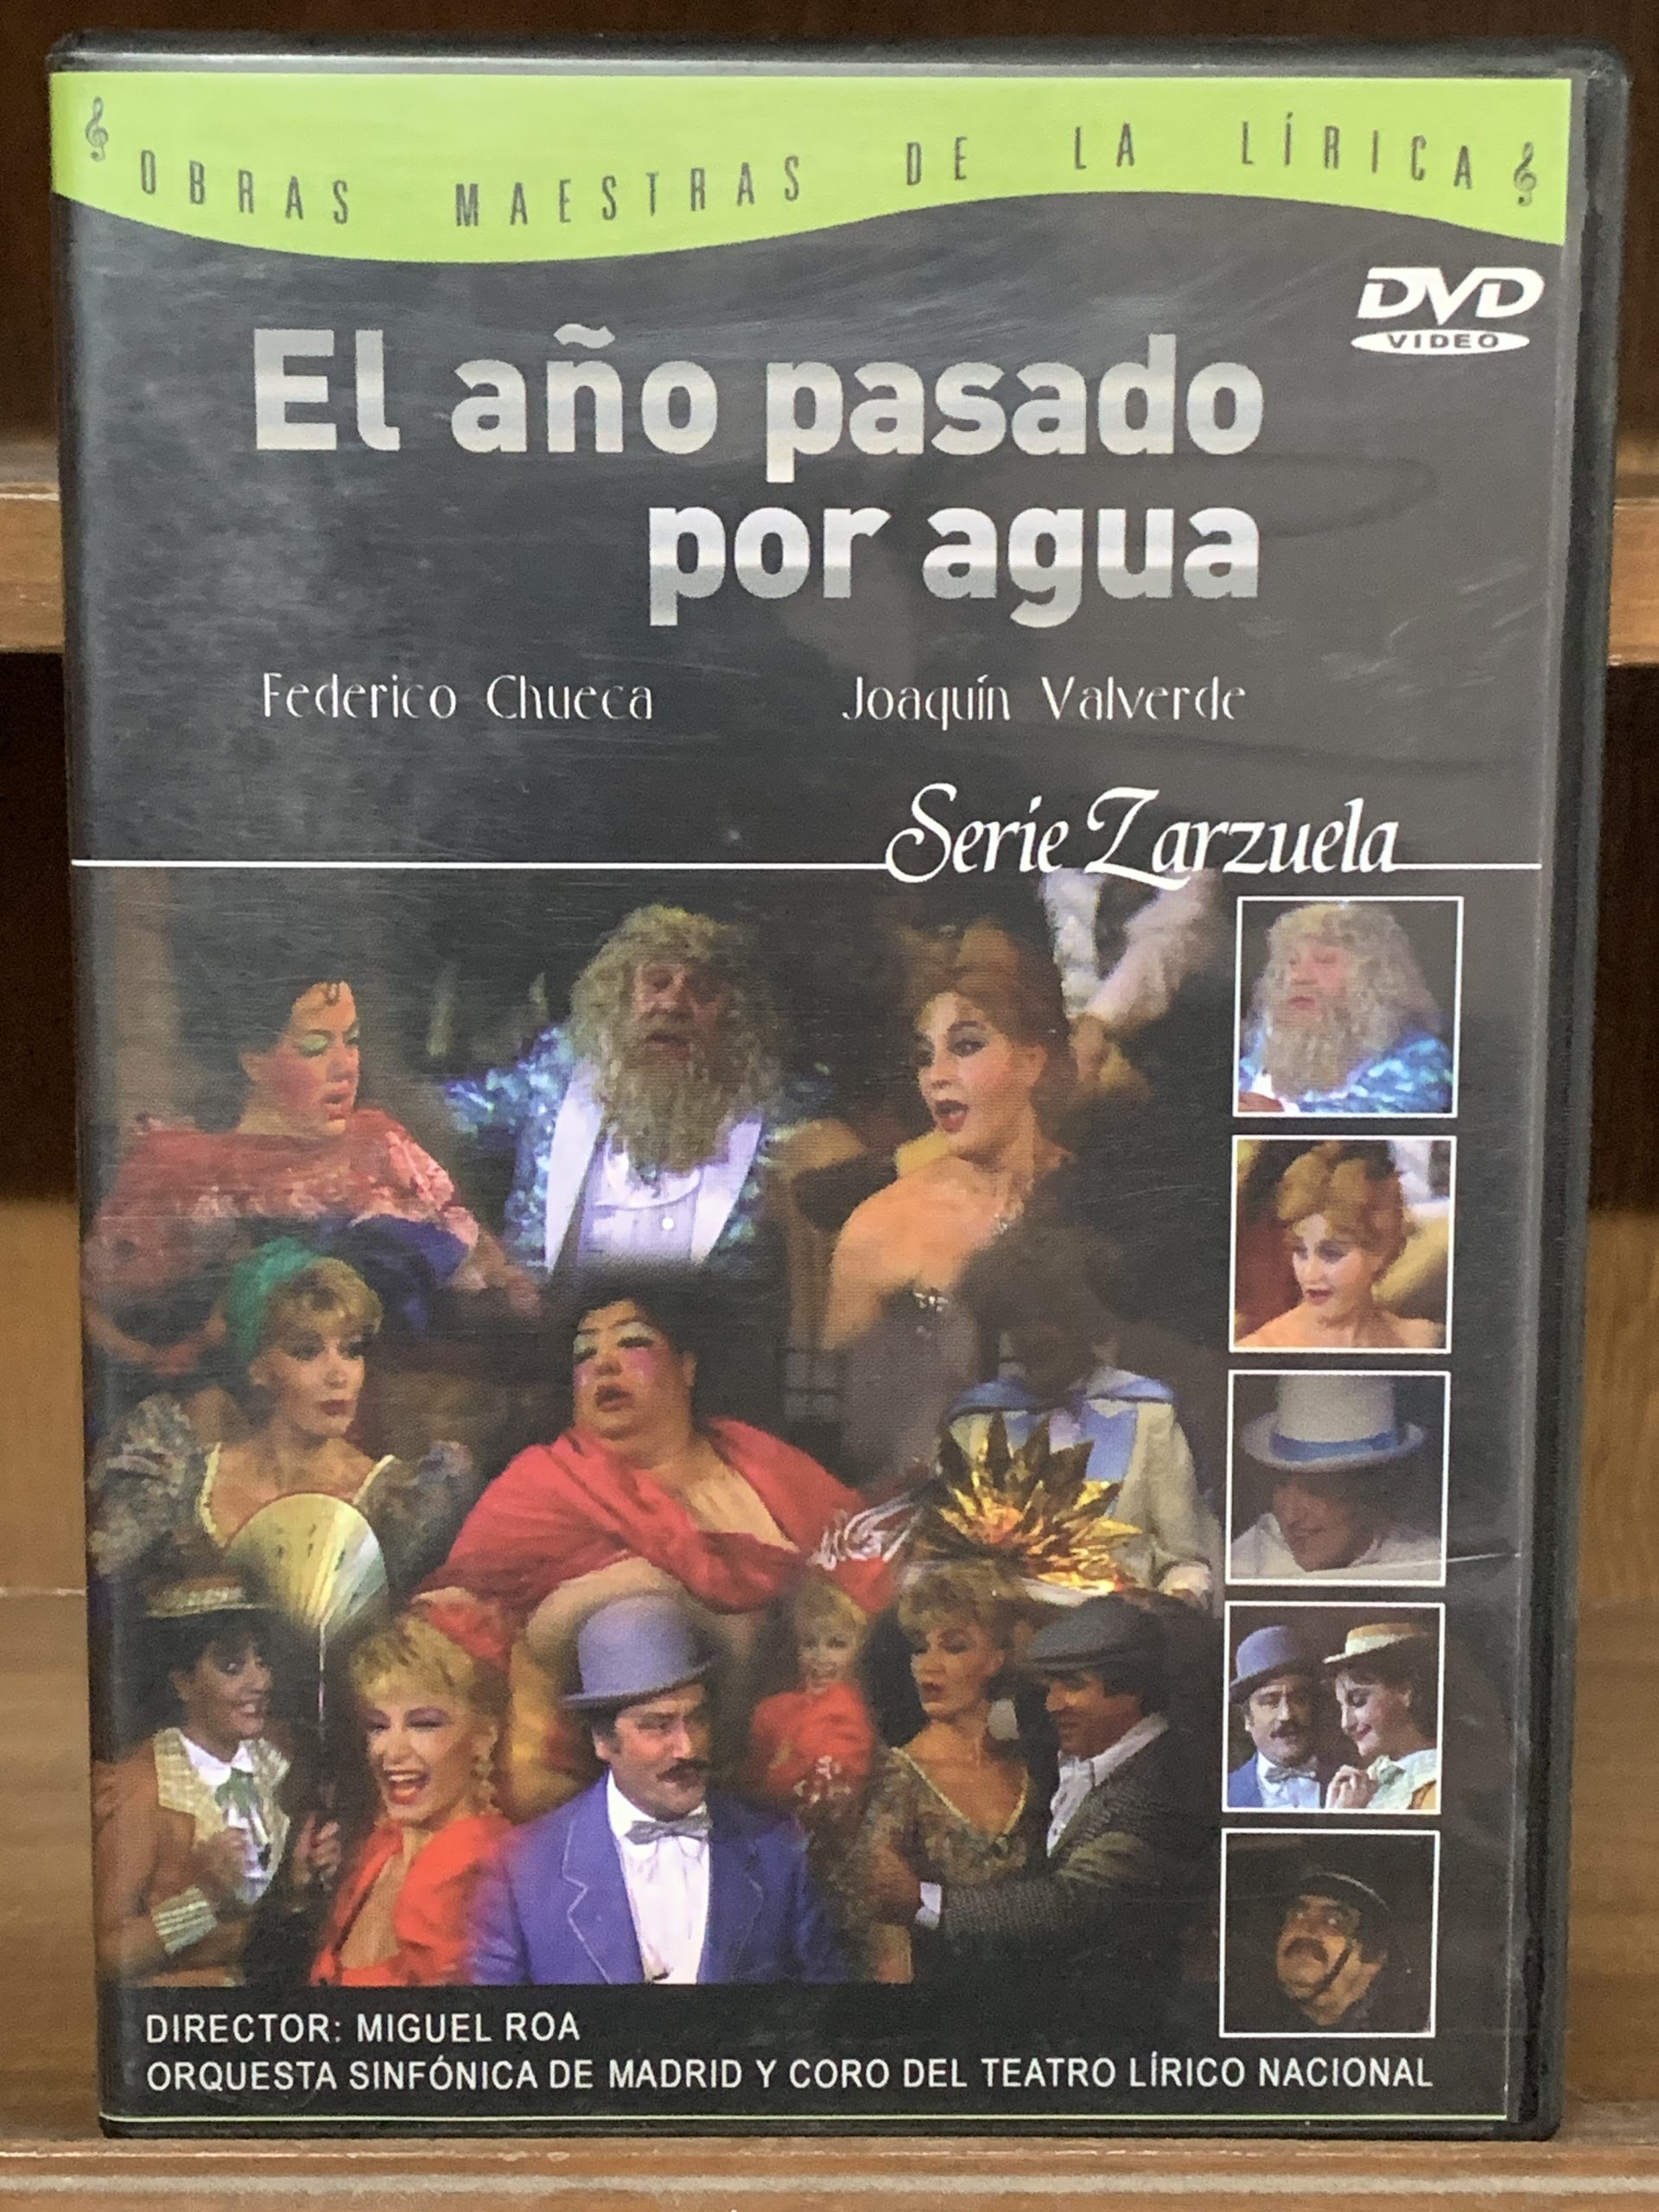 OBRAS MAESTRAS DE LA LÍRICA
DVD
VIDEO
El año pasado
por agua
Federico Chueca Joaquín Valverde
Serie Zarzuela
DIRECTOR: MIGUEL ROA
ORQUESTA SINFÓNICA DE MADRID Y CORO DEL TEATRO LÍRICO NACIONAL